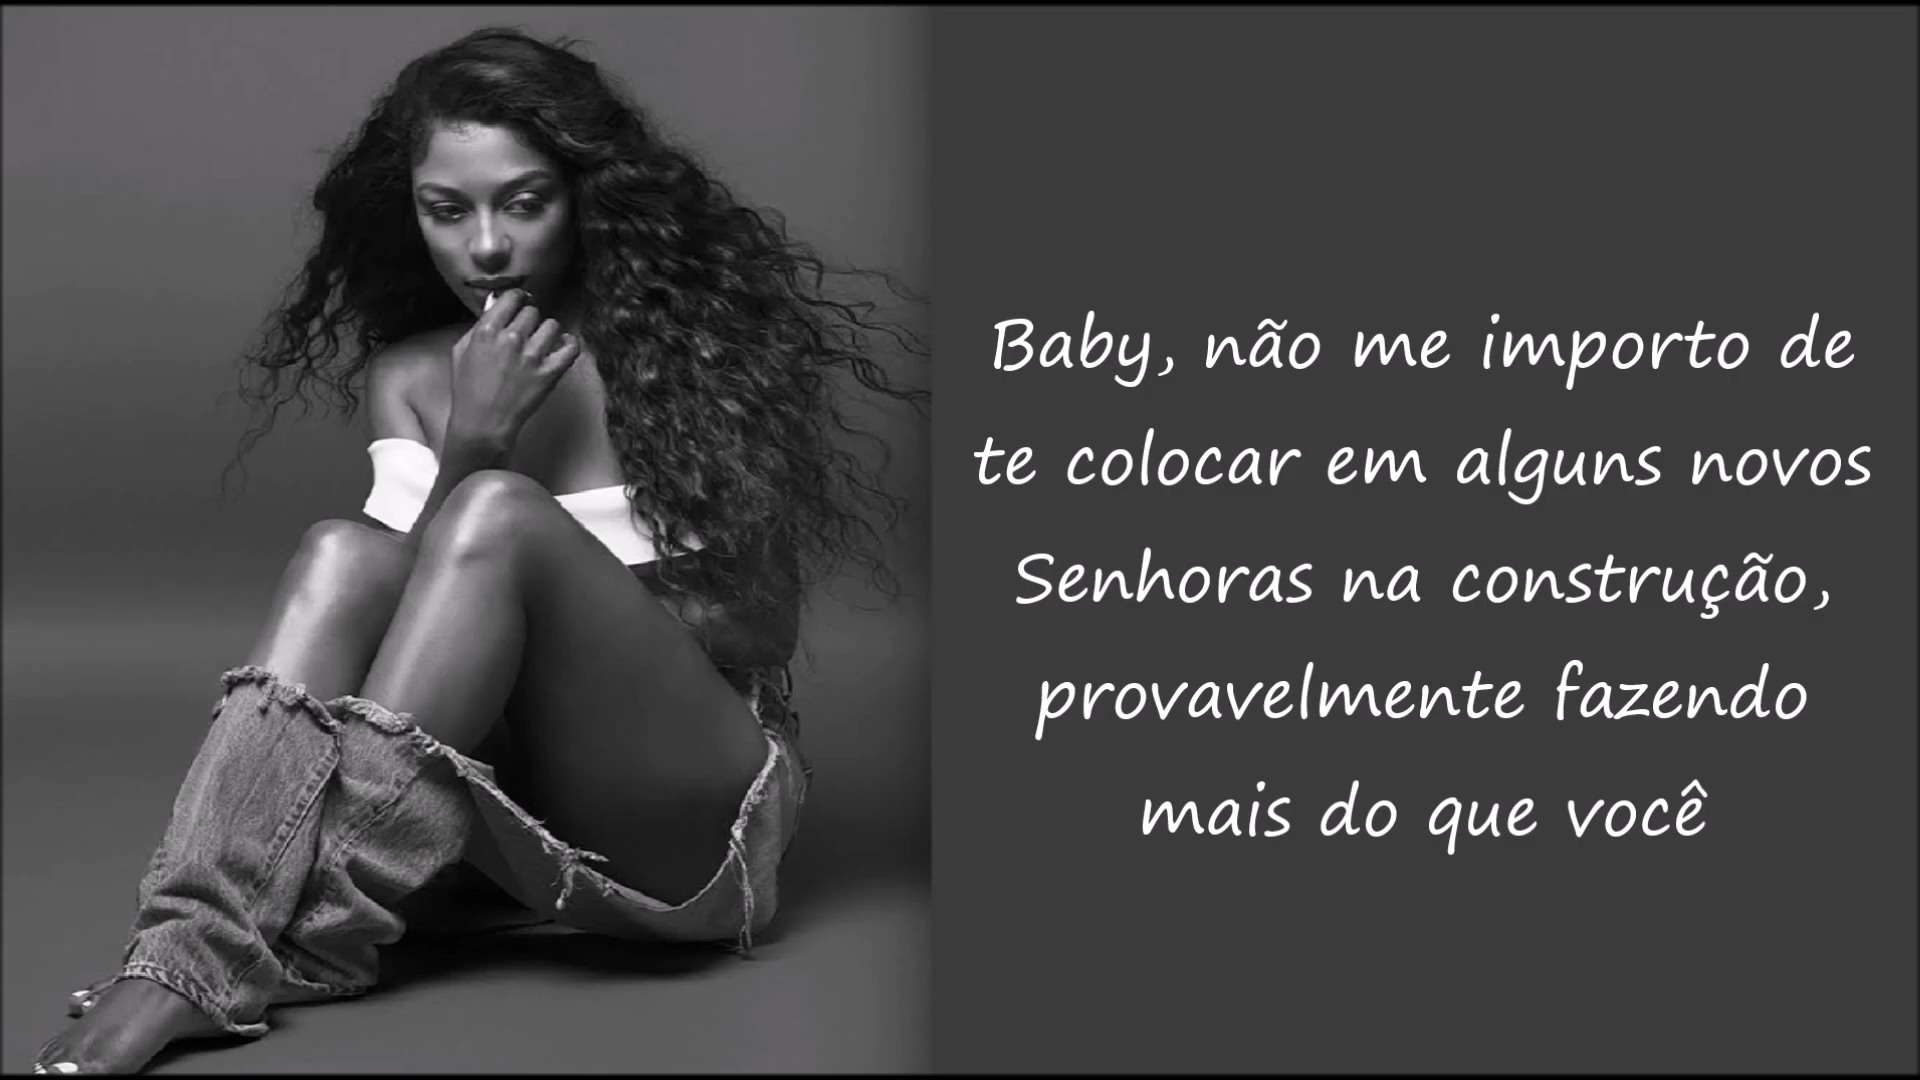 Baby, não me importo de
te colocar em alguns novos
Senhoras na construção,
provavelmente fazendo
mais do que você